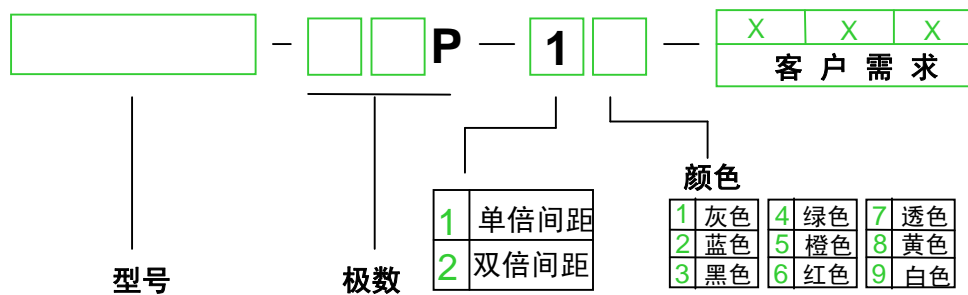 — P — 1 — X X X
客户需求
颜色
1 单倍间距
2 双倍间距
1 灰色 4 绿色 7 透色
2 蓝色 5 橙色 8 黄色
3 黑色 6 红色 9 白色
型号 极数